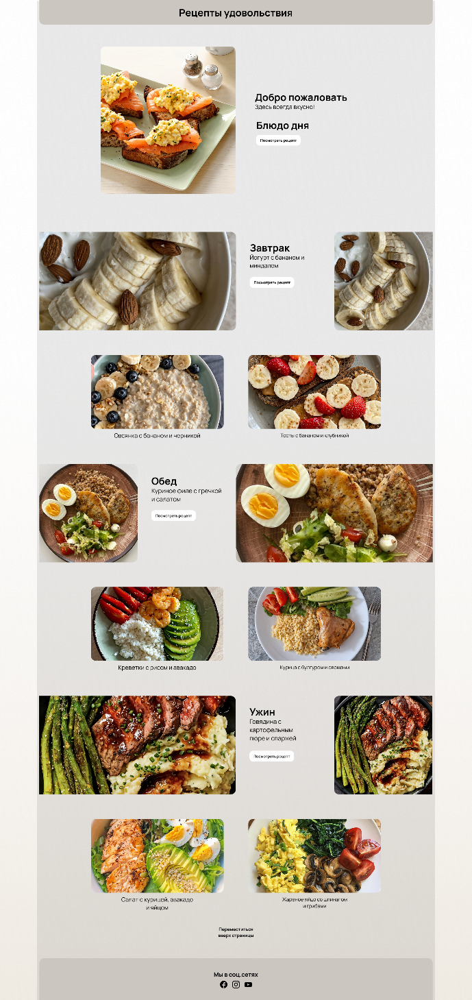 Рецепты удовольствия
Добро пожаловать
Здесь всегда вкусно!
Блюдо дня
Посмотреть рецепт
Завтрак
Йогурт с бананом и
миндалем
Посмотреть рецепт
Овсянка с бананом и черникой
Тосты с бананом и клубникой
Обед
Куриное филе с гречкой
и салатом
Посмотреть рецепт
Креветки с рисом и авакадо
Курица с булгуром и овощами
Ужин
Говядина с
картофельным
пюре и спаржей
Посмотреть рецепт
Салат с курицей, авакадо
и яйцом
Жареное яйцо со шпинатом
и грибами
Переместиться
вверх страницы
Мы в соц.сетях